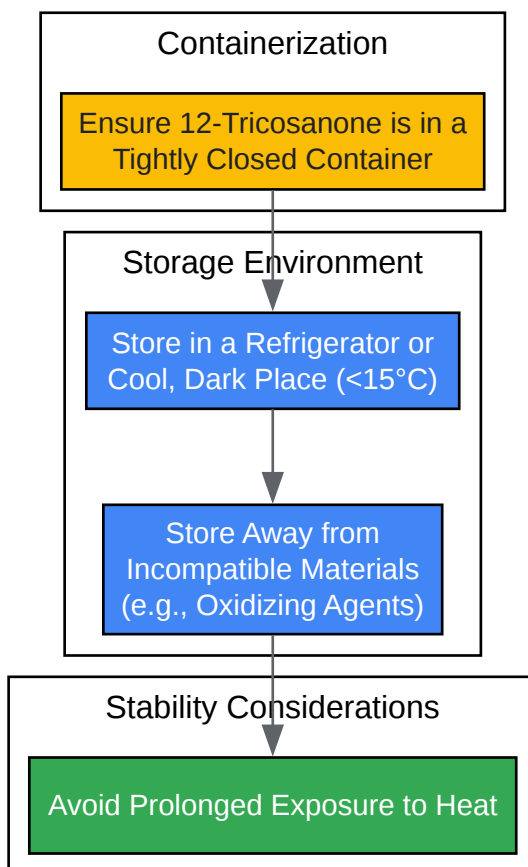 Containerization
Ensure 12-Tricosanone is in a
Tightly Closed Container
Storage Environment
Store in a Refrigerator or
Cool, Dark Place (<15°C)
Store Away from
Incompatible Materials
(e.g., Oxidizing Agents)
Stability Considerations
Avoid Prolonged Exposure to Heat